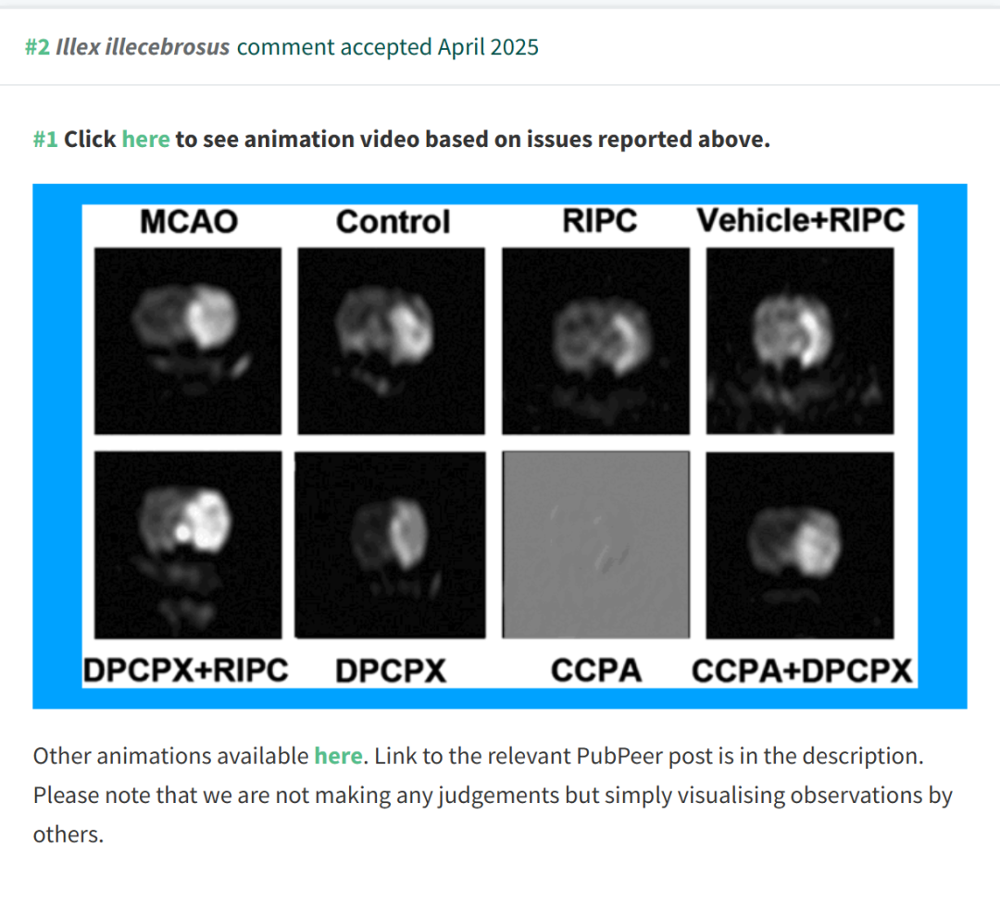 #2 Illex illecebrosus comment accepted April 2025
#1 Click here to see animation video based on issues reported above.
MCAO Control RIPC Vehicle+RIPC
DPCPX+RIPC DPCPX CCPA CCPA+DPCPX
Other animations available here. Link to the relevant PubPeer post is in the description.
Please note that we are not making any judgements but simply visualising observations by
others.